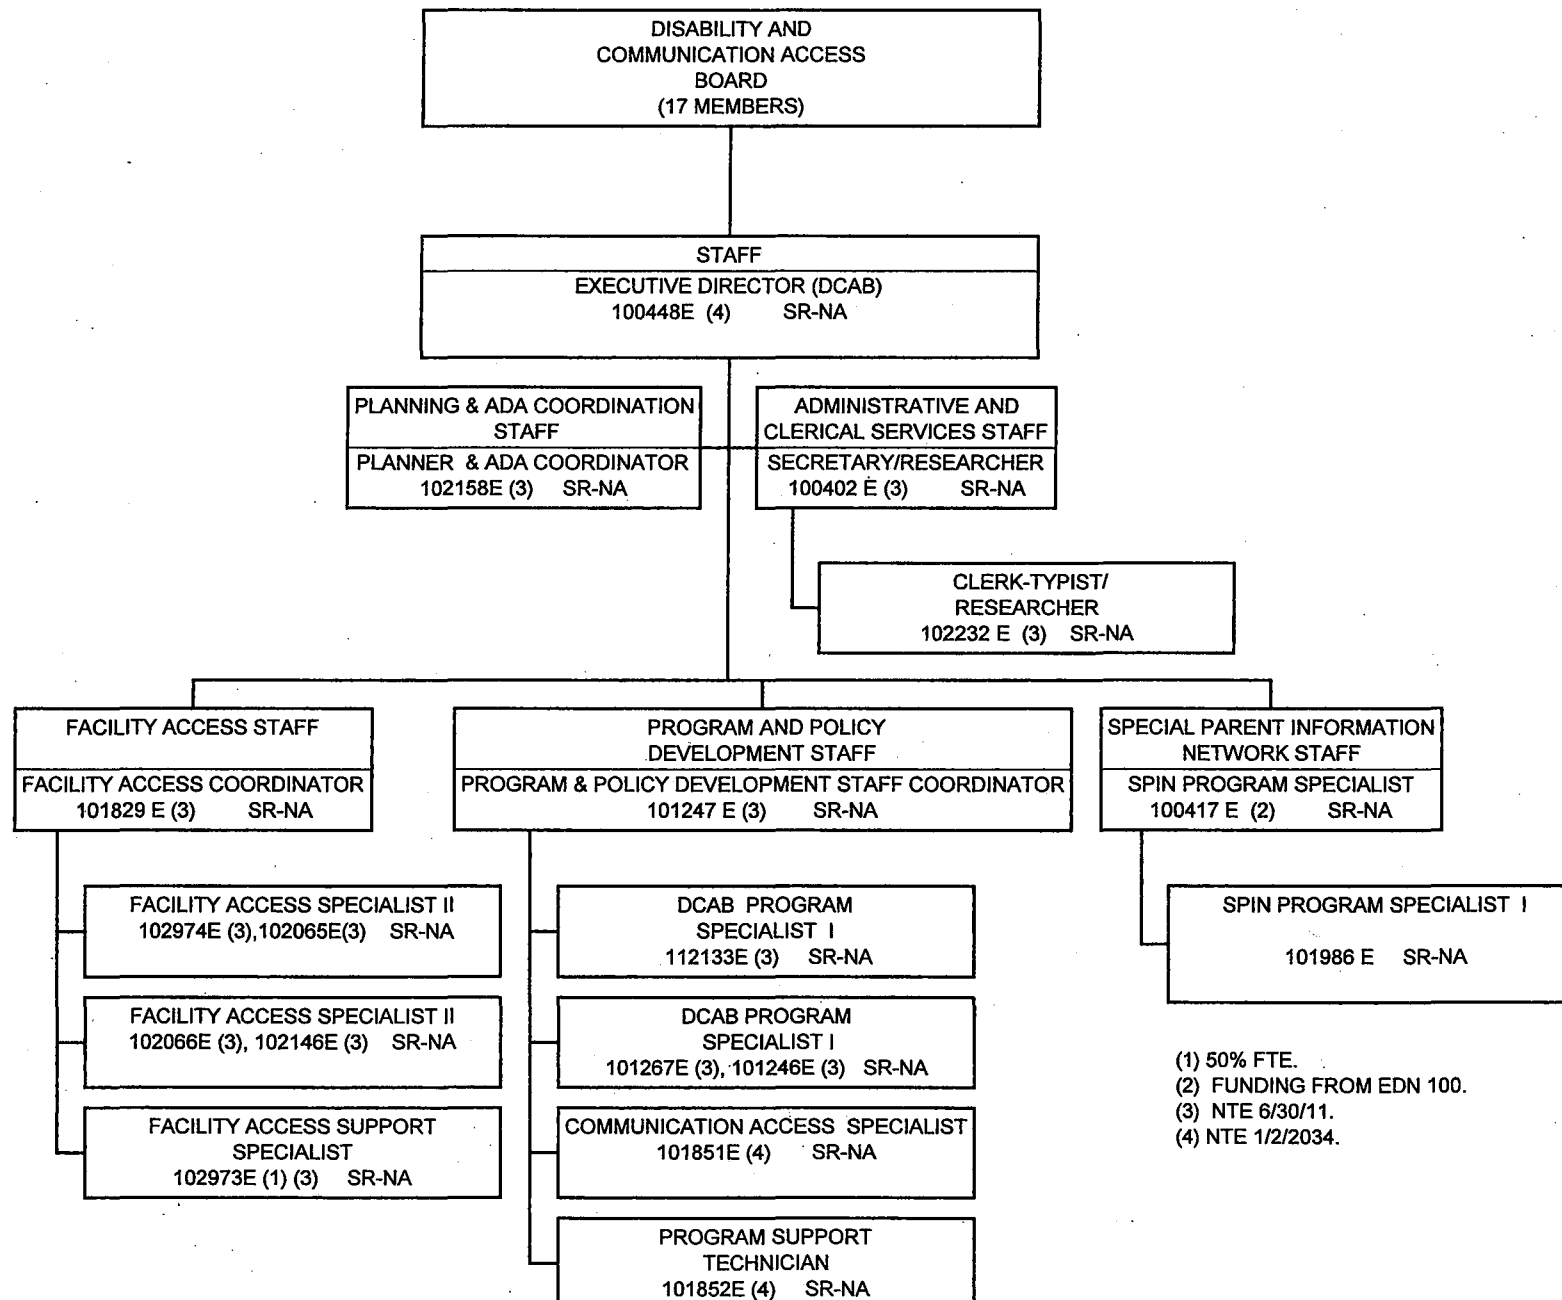 DISABILITY AND
COMMUNICATION ACCESS
BOARD
(17 MEMBERS)
STAFF
EXECUTIVE DIRECTOR (DCAB)
100448E (4) SR-NA
PLANNING & ADA COORDINATION
STAFF
PLANNER & ADA COORDINATOR
102158E (3) SR-NA
ADMINISTRATIVE AND
CLERICAL SERVICES STAFF
SECRETARY/RESEARCHER
100402 E (3) SR-NA
CLERK-TYPIST/
RESEARCHER
102232 E (3) SR-NA
FACILITY ACCESS STAFF
FACILITY ACCESS COORDINATOR
101829 E (3) SR-NA
FACILITY ACCESS SPECIALIST II
102974E (3),102065E(3) SR-NA
FACILITY ACCESS SPECIALIST II
102066E (3), 102146E (3) SR-NA
FACILITY ACCESS SUPPORT
SPECIALIST
102973E (1) (3) SR-NA
PROGRAM AND POLICY
DEVELOPMENT STAFF
PROGRAM & POLICY DEVELOPMENT STAFF COORDINATOR
101247 E (3) SR-NA
DCAB PROGRAM
SPECIALIST I
112133E (3) SR-NA
DCAB PROGRAM
SPECIALIST I
101267E (3), 101246E (3) SR-NA
COMMUNICATION ACCESS SPECIALIST
101851E (4) SR-NA
PROGRAM SUPPORT
TECHNICIAN
101852E (4) SR-NA
SPECIAL PARENT INFORMATION
NETWORK STAFF
SPIN PROGRAM SPECIALIST
100417 E (2) SR-NA
SPIN PROGRAM SPECIALIST I
101986 E SR-NA
(1) 50% FTE.
(2) FUNDING FROM EDN 100.
(3) NTE 6/30/11.
(4) NTE 1/2/2034.